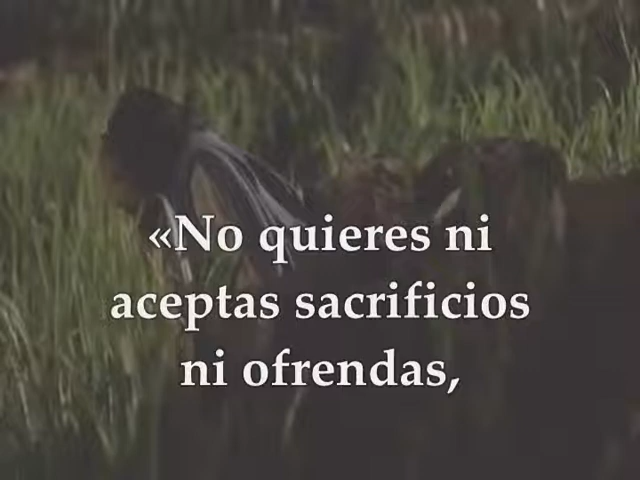 «No quieres ni
aceptas sacrificios
ni ofrendas,